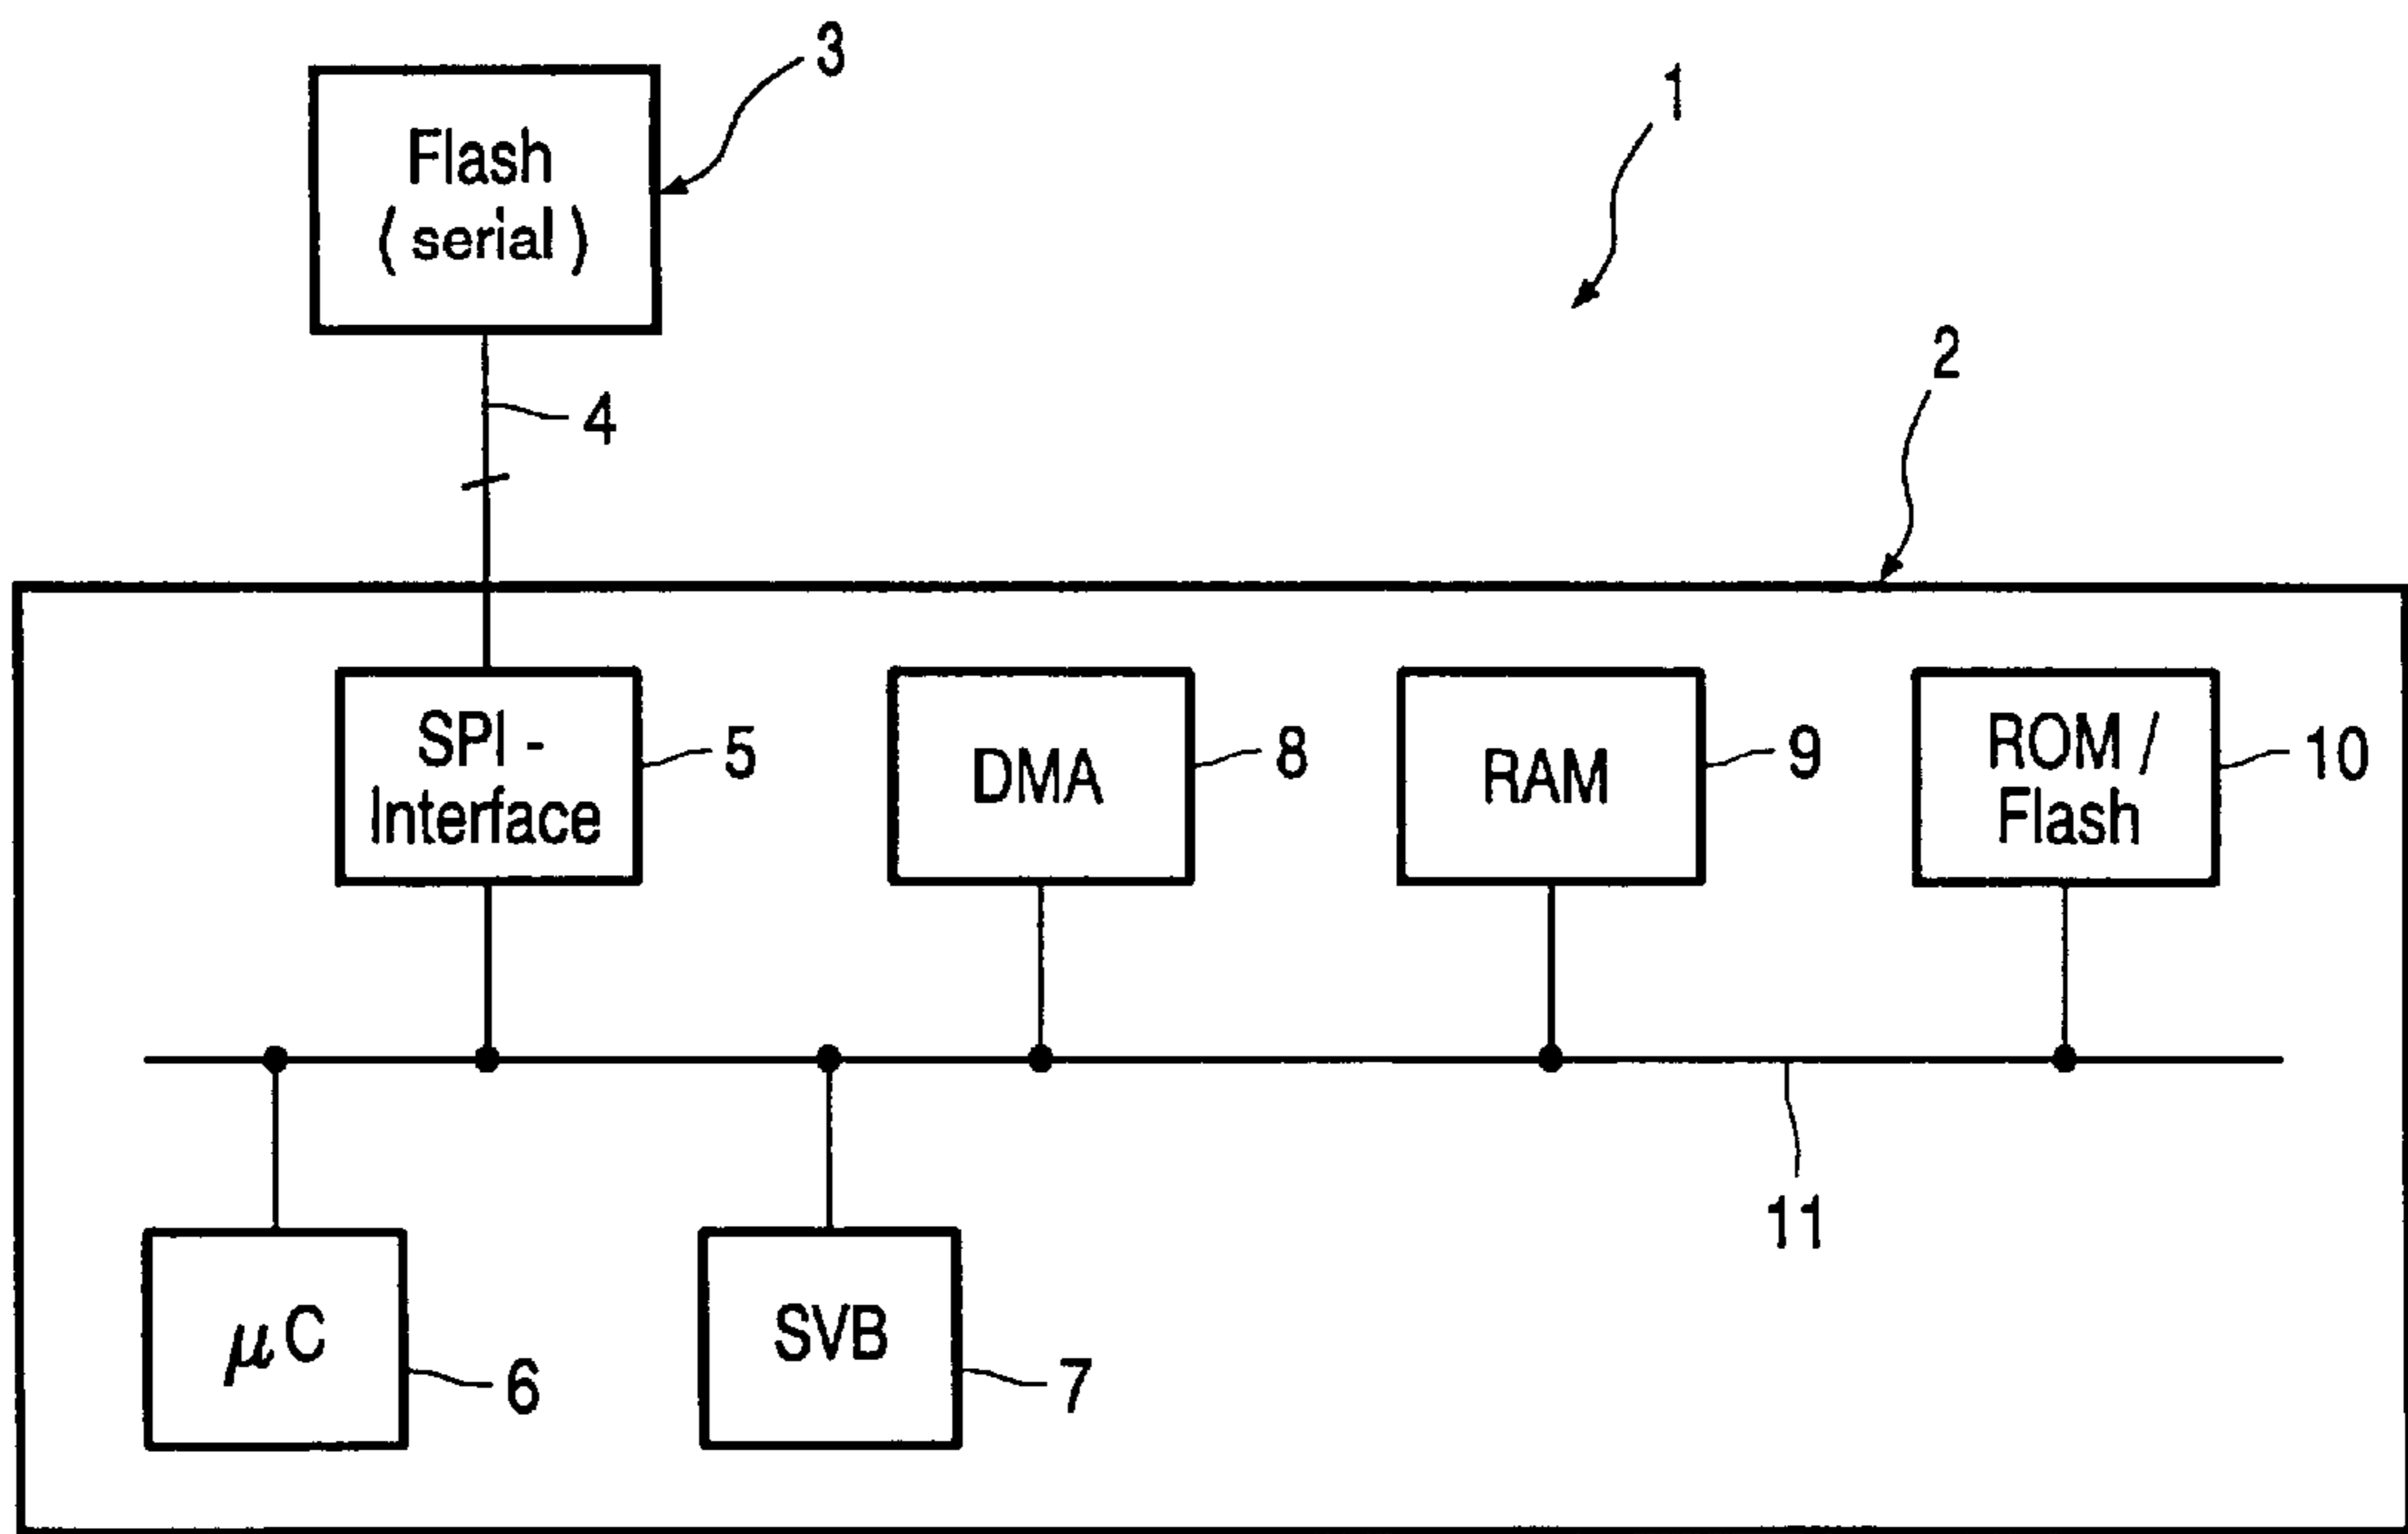 3
1
Flash
( serial )
2
4
SPI -
Interface
5
DMA
8
RAM
9
ROM /
Flash
10
11
μC
6
SVB
7